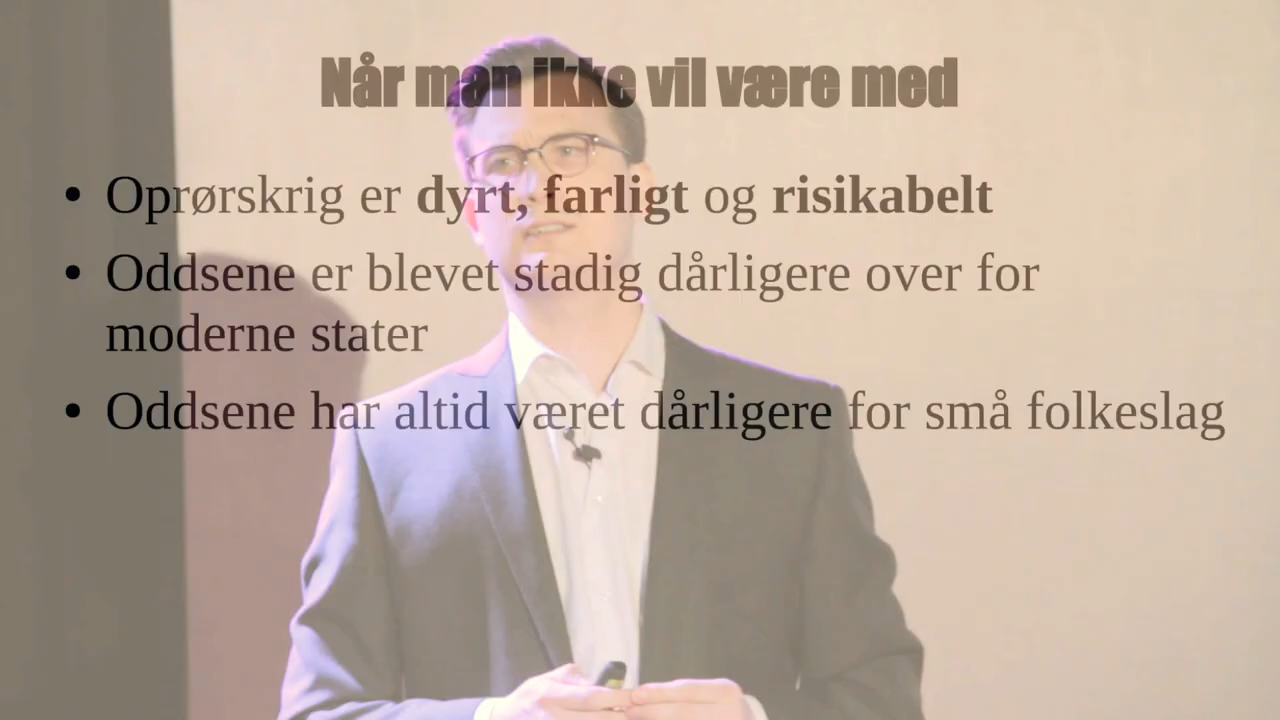 Når man ikke vil være med
• Oprørskrig er dyrt, farligt og risikabelt
• Oddsene er blevet stadig dårligere over for
moderne stater
• Oddsene har altid været dårligere for små folkeslag